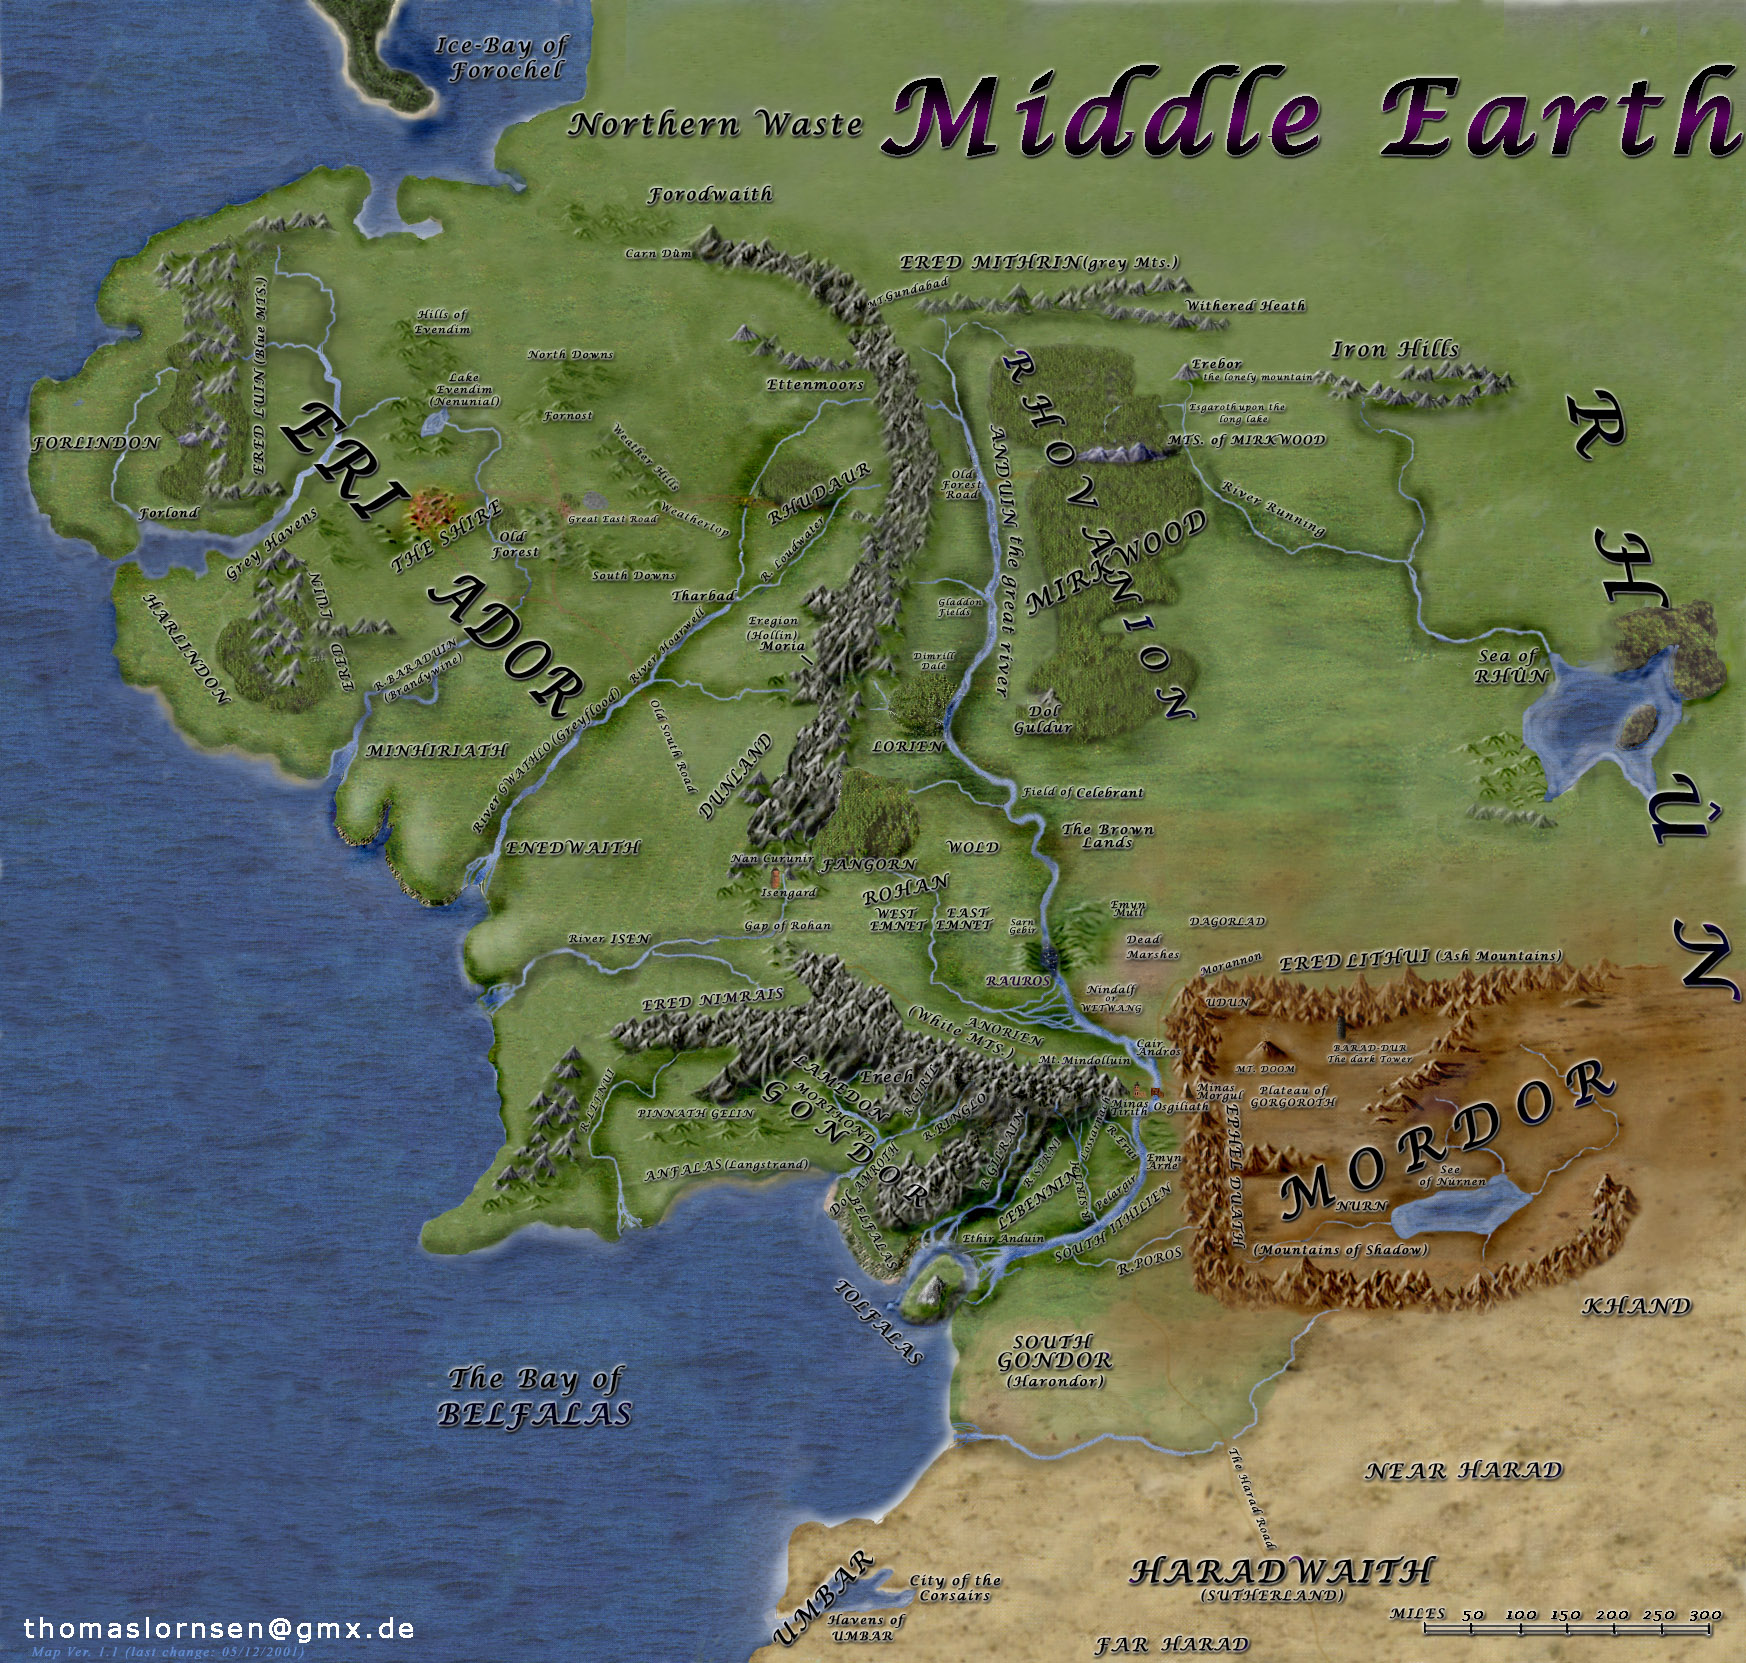 Ice-Bay of
Forochel
Northern Waste
Middle Earth
Forodwaith
Carn Dûm
ERED MITHRIN (grey Mts.)
MT.Gundabad
Withered Heath
Hills of
Evendim
North Downs
Iron Hills
Erebor
the lonely mountain
Ettenmoors
Lake
Evendim
(Nenunial)
Fornost
Esgaroth upon the
long lake
MTS. of MIRKWOOD
FORLINDON
ERED LUIN (Blue MTS.)
Weather Hills
RHUDAUR
Old
Forest
Road
ANDUIN the great river
RHOVANION
RHÛN
ERIADOR
Forlond
Grey Havens
THE SHIRE
Great East Road
Weathertop
Old
Forest
River Running
MIRKWOOD
South Downs
R. Loudwater
Tharbad
Gladden
Fields
HARLINDON
ERED LUIN
Eregion
(Hollin)
Moria
River Hoarwell
Dimrill
Dale
R.BARADUIN
(Brandywine)
Sea of
RHÛN
Dol
Guldur
MINHIRIATH
River GWATHLO (Greyflood)
Old South Road
DUNLAND
LORIEN
Field of Celebrant
The Brown
Lands
ENEDWAITH
Nan Curunir
FANGORN
WOLD
Isengard
ROHAN
WEST
EMNET
EAST
EMNET
Sarn
Gebir
Emyn
Muil
DAGORLAD
Gap of Rohan
River ISEN
Dead
Marshes
Morannon
ERED LITHUI (Ash Mountains)
RAUROS
Nindalf
or
WETWANG
UDUN
ERED NIMRAIS
(White MTS.)
ANORIEN
Cair
Andros
Mt. Mindolluin
BARAD-DUR
The dark Tower
MT. DOOM
LAMEDON
Erech
R.CIRIL
Minas
Morgul
Plateau of
GORGOROTH
MORDOR
R.LEFNUI
PINNATH GELIN
MORTHOND
R.RINGLO
GONDOR
Minas
Tirith
Osgiliath
Lossarnach
R.Erui
EPHEL DUATH
R.GILRAIN
R.SERNI
Emyn
Arne
ANFALAS (Langstrand)
Dol AMROTH
BELFALAS
LEBENNIN
R.SIRITH
Pelargir
See
of Nurnen
NURN
SOUTH ITHILIEN
Ethir Anduin
R.POROS
(Mountains of Shadow)
TOLFALAS
KHAND
SOUTH
GONDOR
(Harondor)
The Bay of
BELFALAS
The Harad Road
NEAR HARAD
HARADWAITH
(SUTHERLAND)
UMBAR
City of the
Corsairs
Havens of
UMBAR
FAR HARAD
MILES 50 100 150 200 250 300
thomaslornsen@gmx.de
Map Ver. 1.1 (last change: 05/12/2001)